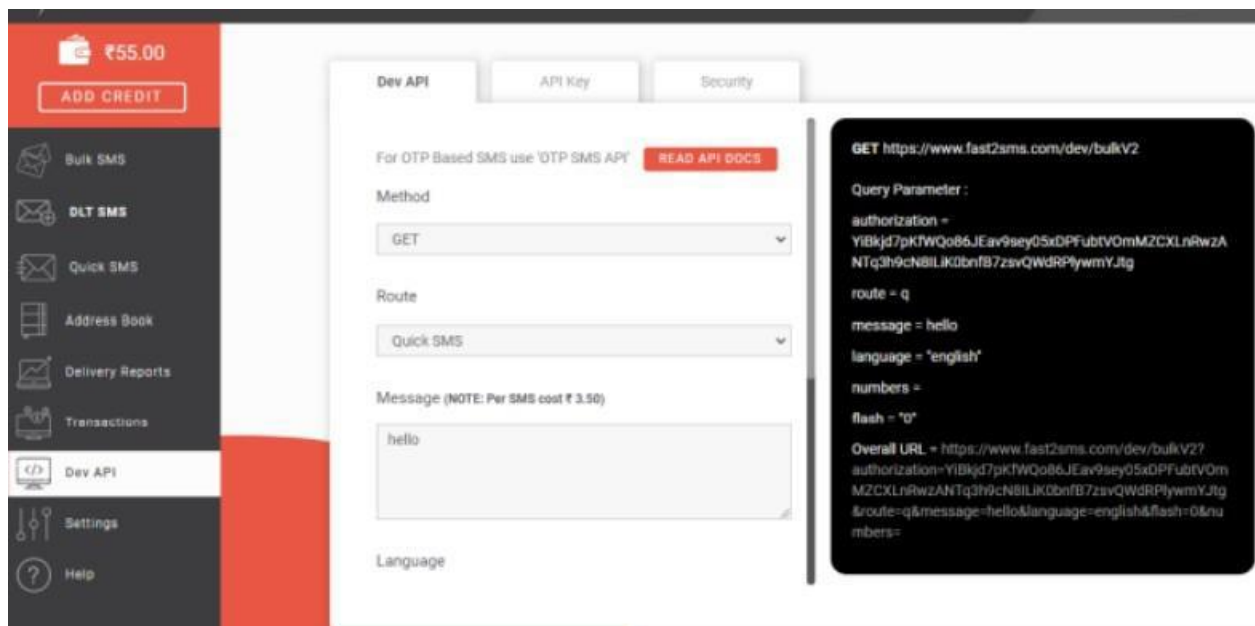 ₹55.00
ADD CREDIT
Bulk SMS
DLT SMS
Quick SMS
Address Book
Delivery Reports
Transactions
Dev API
Settings
Help
Dev API
API Key
Security
For OTP Based SMS use 'OTP SMS API'
READ API DOCS
Method
GET
Route
Quick SMS
Message (NOTE: Per SMS cost ₹ 3.50)
hello
Language
GET https://www.fast2sms.com/dev/bulkV2
Query Parameter :
authorization =
route = q
message = hello
language = "english"
numbers =
flash = "0"
Overall URL = https://www.fast2sms.com/dev/bulkV2?
authorization=
&route=q&message=hello&language=english&flash=0&nu
mbers=